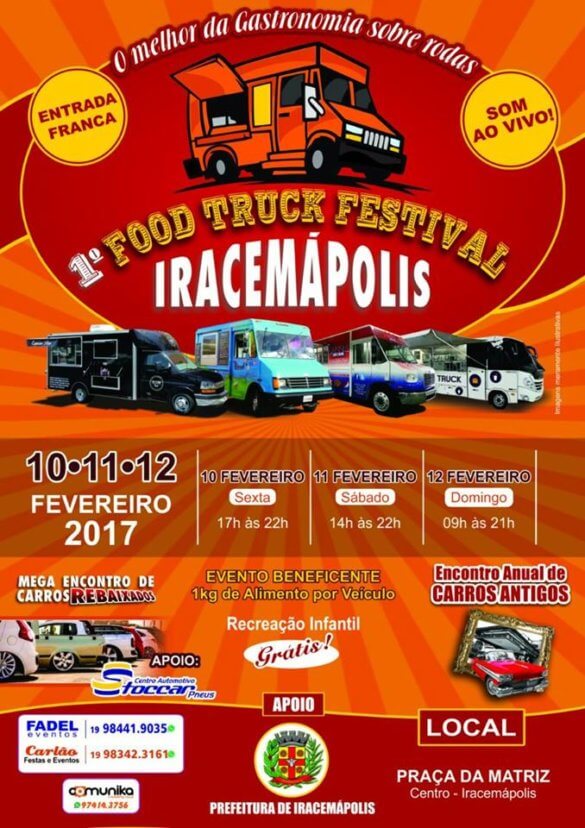 O melhor da Gastronomia sobre rodas
ENTRADA
FRANCA
SOM
AO VIVO!
1º FOOD TRUCK FESTIVAL
IRACEMÁPOLIS
TRUCK
Imagens meramente ilustrativas
10•11•12
FEVEREIRO
2017
10 FEVEREIRO
Sexta
17h às 22h
11 FEVEREIRO
Sábado
14h às 22h
12 FEVEREIRO
Domingo
09h às 21h
MEGA ENCONTRO DE
CARROS REBAIXADOS
APOIO:
Centro Automotivo
Stoccar
Pneus
EVENTO BENEFICENTE
1kg de Alimento por Veículo
Recreação Infantil
Grátis!
Encontro Anual de
CARROS ANTIGOS
FADEL
eventos
19 98441.9035
Carlão
Festas e Eventos
19 98342.3161
comunika
97414.3756
APOIO
PREFEITURA DE IRACEMÁPOLIS
LOCAL
PRAÇA DA MATRIZ
Centro - Iracemápolis